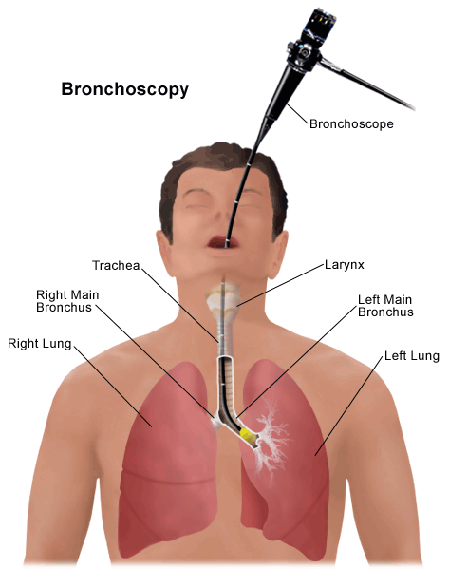 Bronchoscopy
Bronchoscope
Trachea
Larynx
Right Main
Bronchus
Left Main
Bronchus
Right Lung
Left Lung